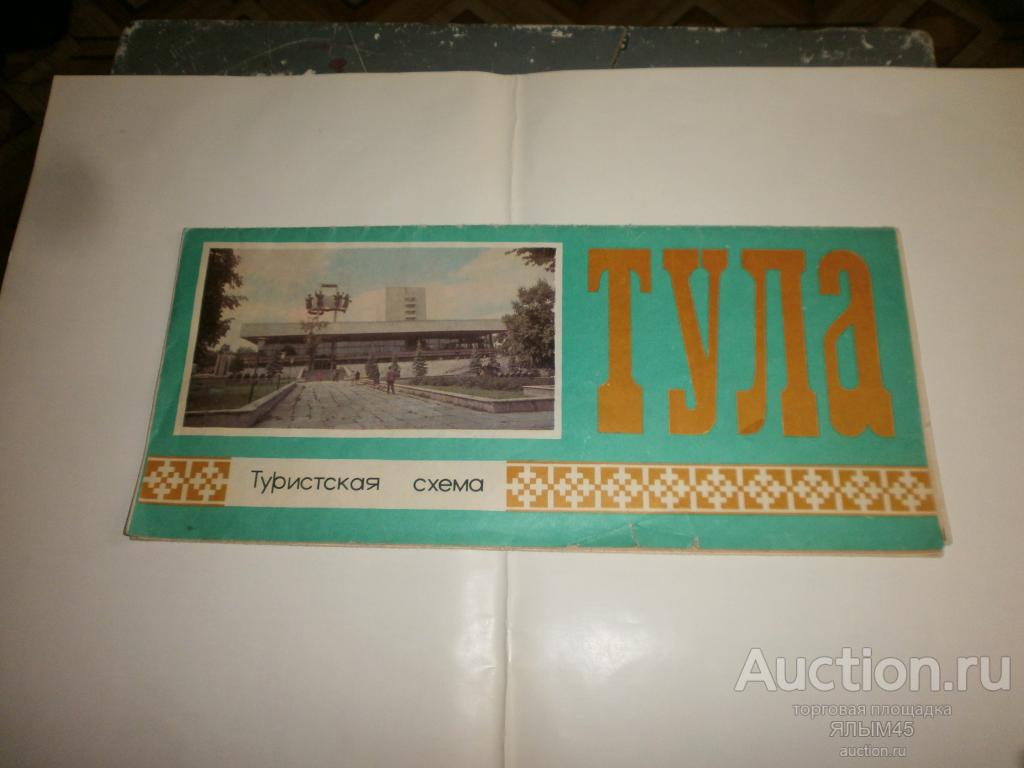 Тула
Туристская схема
Auction.ru
торговая площадка
ЯЛЫМ45
auction.ru